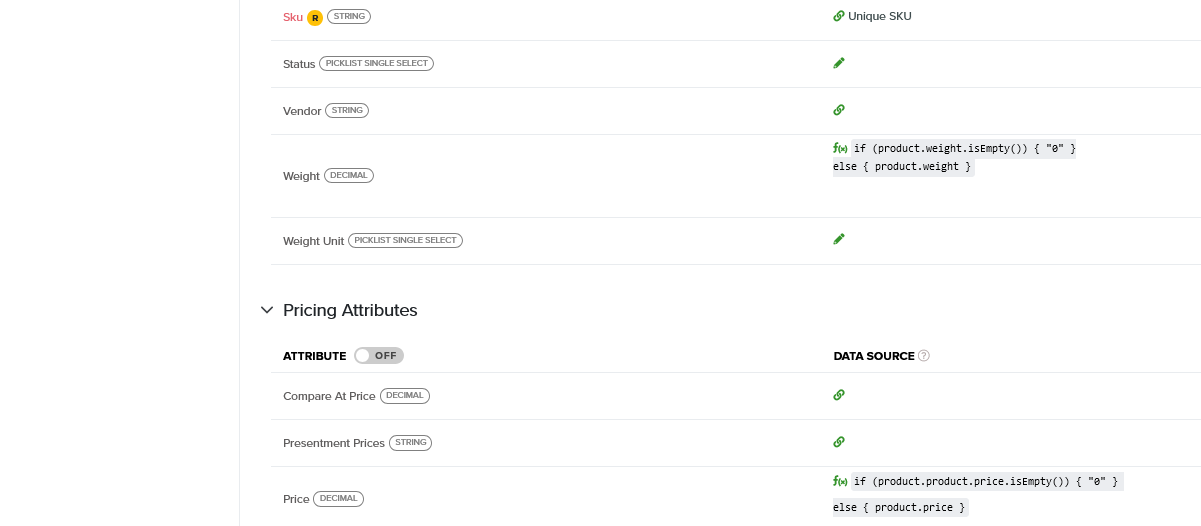 Sku R STRING Unique SKU
Status PICKLIST SINGLE SELECT
Vendor STRING
f(x) if (product.weight.isEmpty()) { "0" }
else { product.weight }
Weight DECIMAL
Weight Unit PICKLIST SINGLE SELECT
Pricing Attributes
ATTRIBUTE OFF DATA SOURCE ?
Compare At Price DECIMAL
Presentment Prices STRING
f(x) if (product.product.price.isEmpty()) { "0" }
Price DECIMAL
else { product.price }